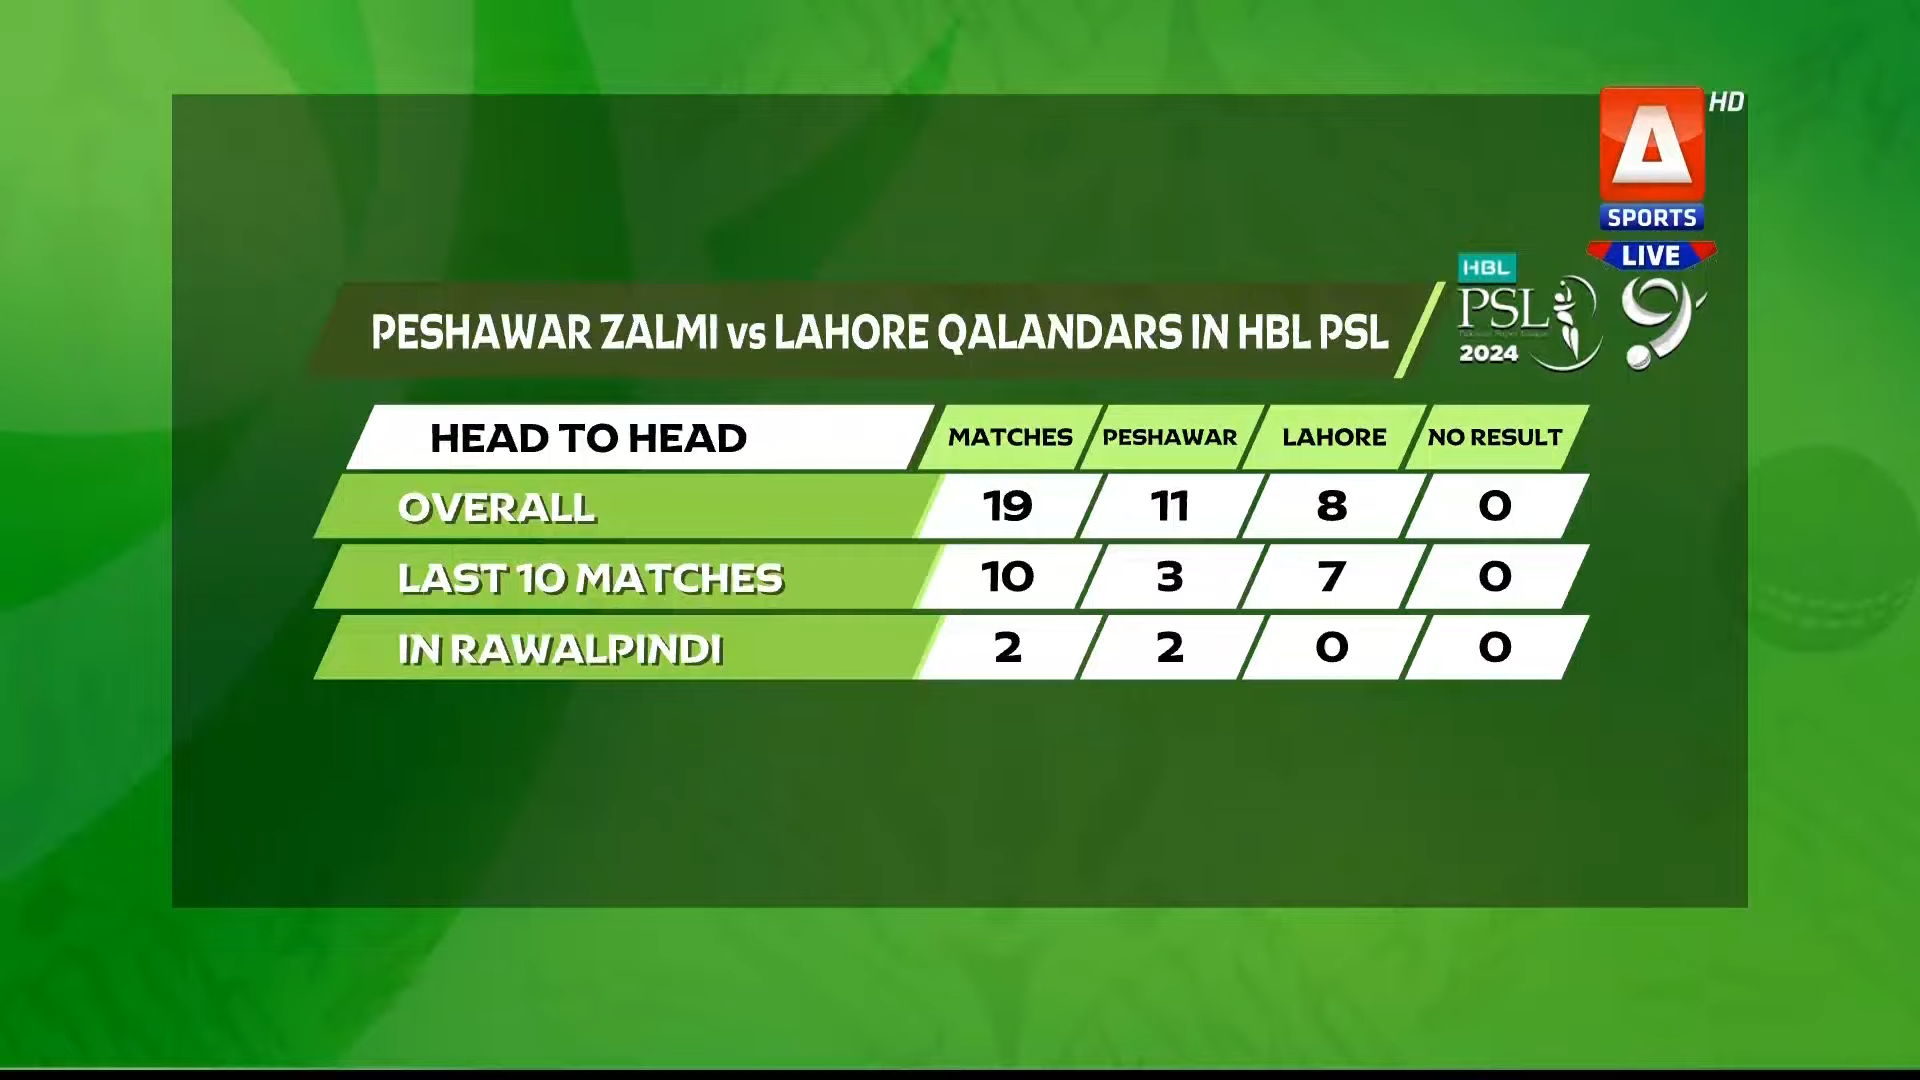 A HD
SPORTS
LIVE
HBL
PSL
2024
9
PESHAWAR ZALMI vs LAHORE QALANDARS IN HBL PSL
HEAD TO HEAD MATCHES PESHAWAR LAHORE NO RESULT
OVERALL 19 11 8 0
LAST 10 MATCHES 10 3 7 0
IN RAWALPINDI 2 2 0 0